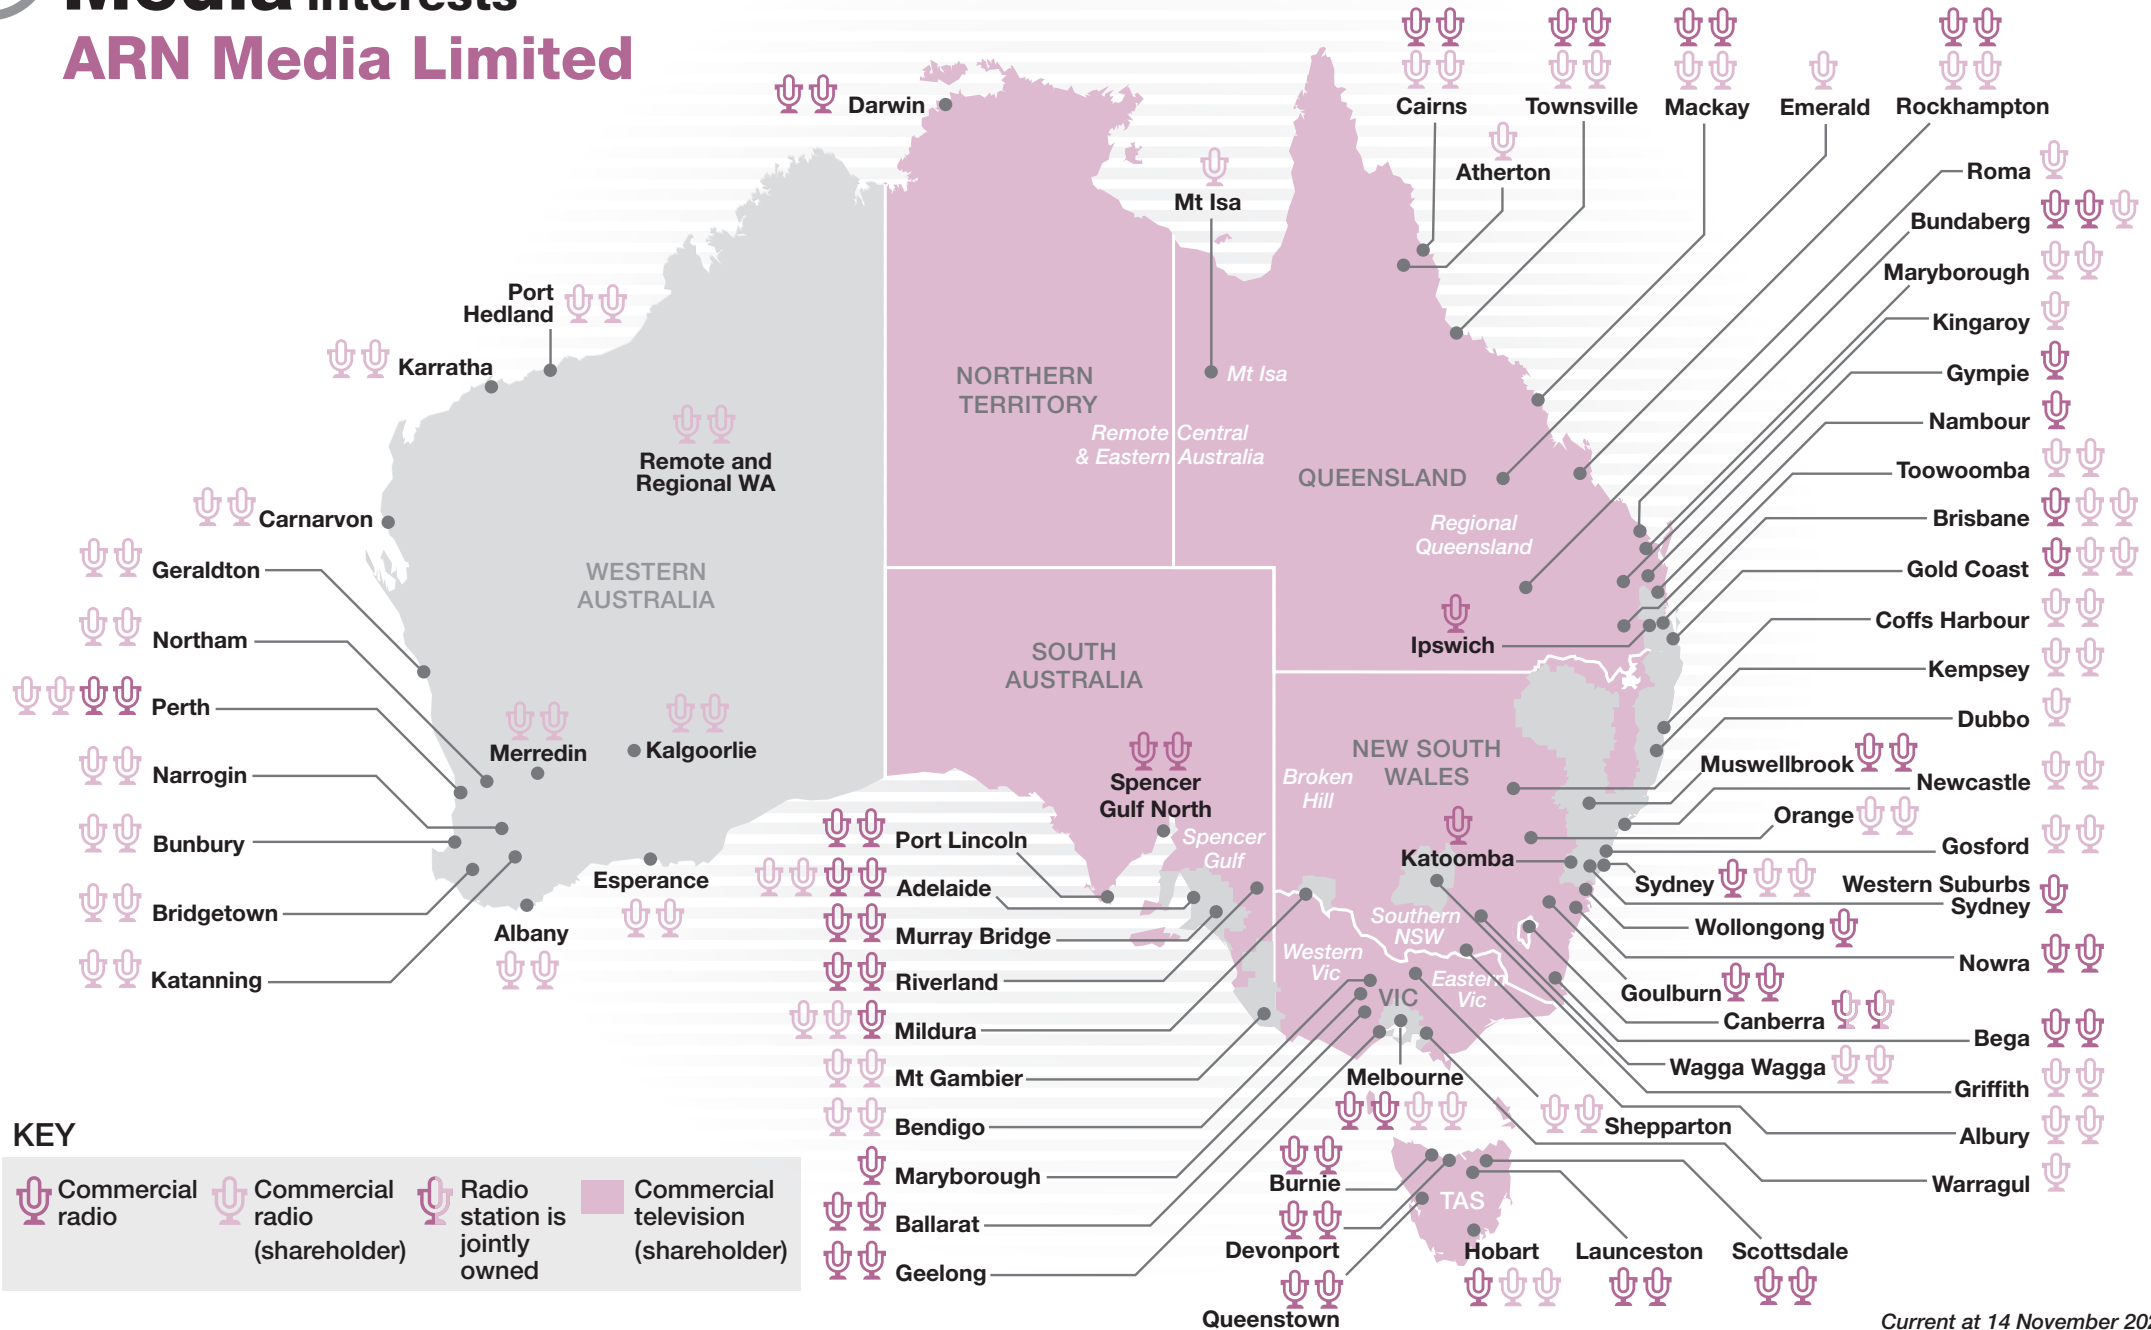 Media interests
ARN Media Limited
Darwin
Cairns
Townsville
Mackay
Emerald
Rockhampton
Atherton
Mt Isa
Roma
Bundaberg
Maryborough
Kingaroy
Gympie
Nambour
Toowoomba
Brisbane
Gold Coast
Coffs Harbour
Kempsey
Dubbo
Muswellbrook
Newcastle
Orange
Gosford
Sydney
Western Suburbs
Sydney
Wollongong
Nowra
Goulburn
Canberra
Bega
Wagga Wagga
Griffith
Albury
Shepparton
Warragul
Port
Hedland
Karratha
Remote and
Regional WA
Carnarvon
Geraldton
Northam
Perth
Narrogin
Bunbury
Bridgetown
Katanning
Merredin
Kalgoorlie
Esperance
Albany
WESTERN
AUSTRALIA
NORTHERN
TERRITORY
Remote Central
& Eastern Australia
Mt Isa
QUEENSLAND
Regional
Queensland
Ipswich
SOUTH
AUSTRALIA
Spencer
Gulf North
Spencer
Gulf
NEW SOUTH
WALES
Broken
Hill
Katoomba
Southern
NSW
Western
Vic
Eastern
Vic
VIC
Port Lincoln
Adelaide
Murray Bridge
Riverland
Mildura
Mt Gambier
Bendigo
Maryborough
Ballarat
Geelong
Melbourne
Burnie
Devonport
Queenstown
TAS
Hobart
Launceston
Scottsdale
KEY
Commercial
radio
Commercial
radio
(shareholder)
Radio
station is
jointly
owned
Commercial
television
(shareholder)
Current at 14 November